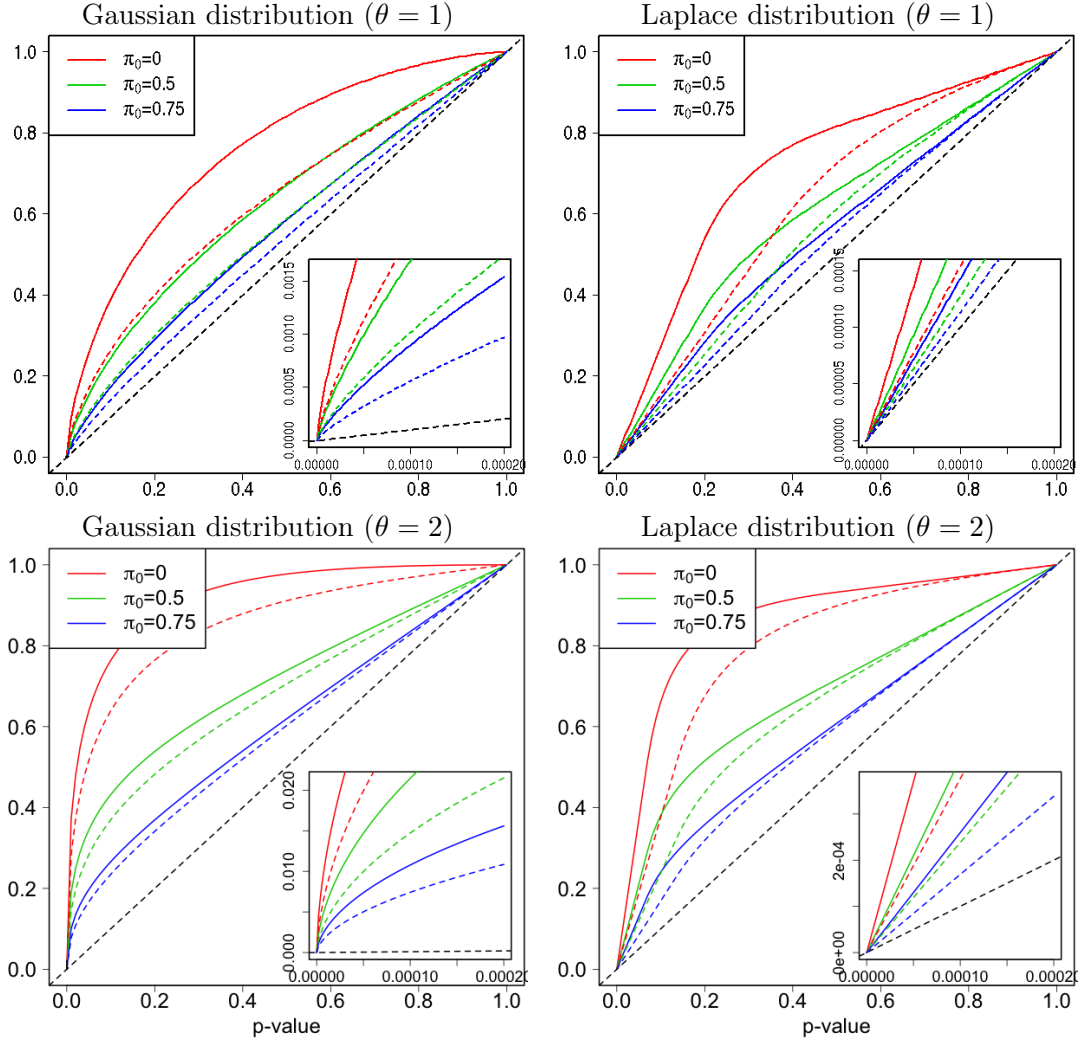 Gaussian distribution (θ = 1)
π₀=0
π₀=0.5
π₀=0.75
1.0
0.8
0.6
0.4
0.2
0.0
0.0 0.2 0.4 0.6 0.8 1.0
0.0015
0.0010
0.0005
0.0000
0.00000 0.00010 0.00020
Laplace distribution (θ = 1)
π₀=0
π₀=0.5
π₀=0.75
1.0
0.8
0.6
0.4
0.2
0.0
0.0 0.2 0.4 0.6 0.8 1.0
0.00015
0.00010
0.00005
0.00000
0.00000 0.00010 0.00020
Gaussian distribution (θ = 2)
π₀=0
π₀=0.5
π₀=0.75
1.0
0.8
0.6
0.4
0.2
0.0
0.0 0.2 0.4 0.6 0.8 1.0
p-value
0.020
0.010
0.000
0.00000 0.00010 0.00020
Laplace distribution (θ = 2)
π₀=0
π₀=0.5
π₀=0.75
1.0
0.8
0.6
0.4
0.2
0.0
0.0 0.2 0.4 0.6 0.8 1.0
p-value
2e-04
0e+00
0.00000 0.00010 0.00020